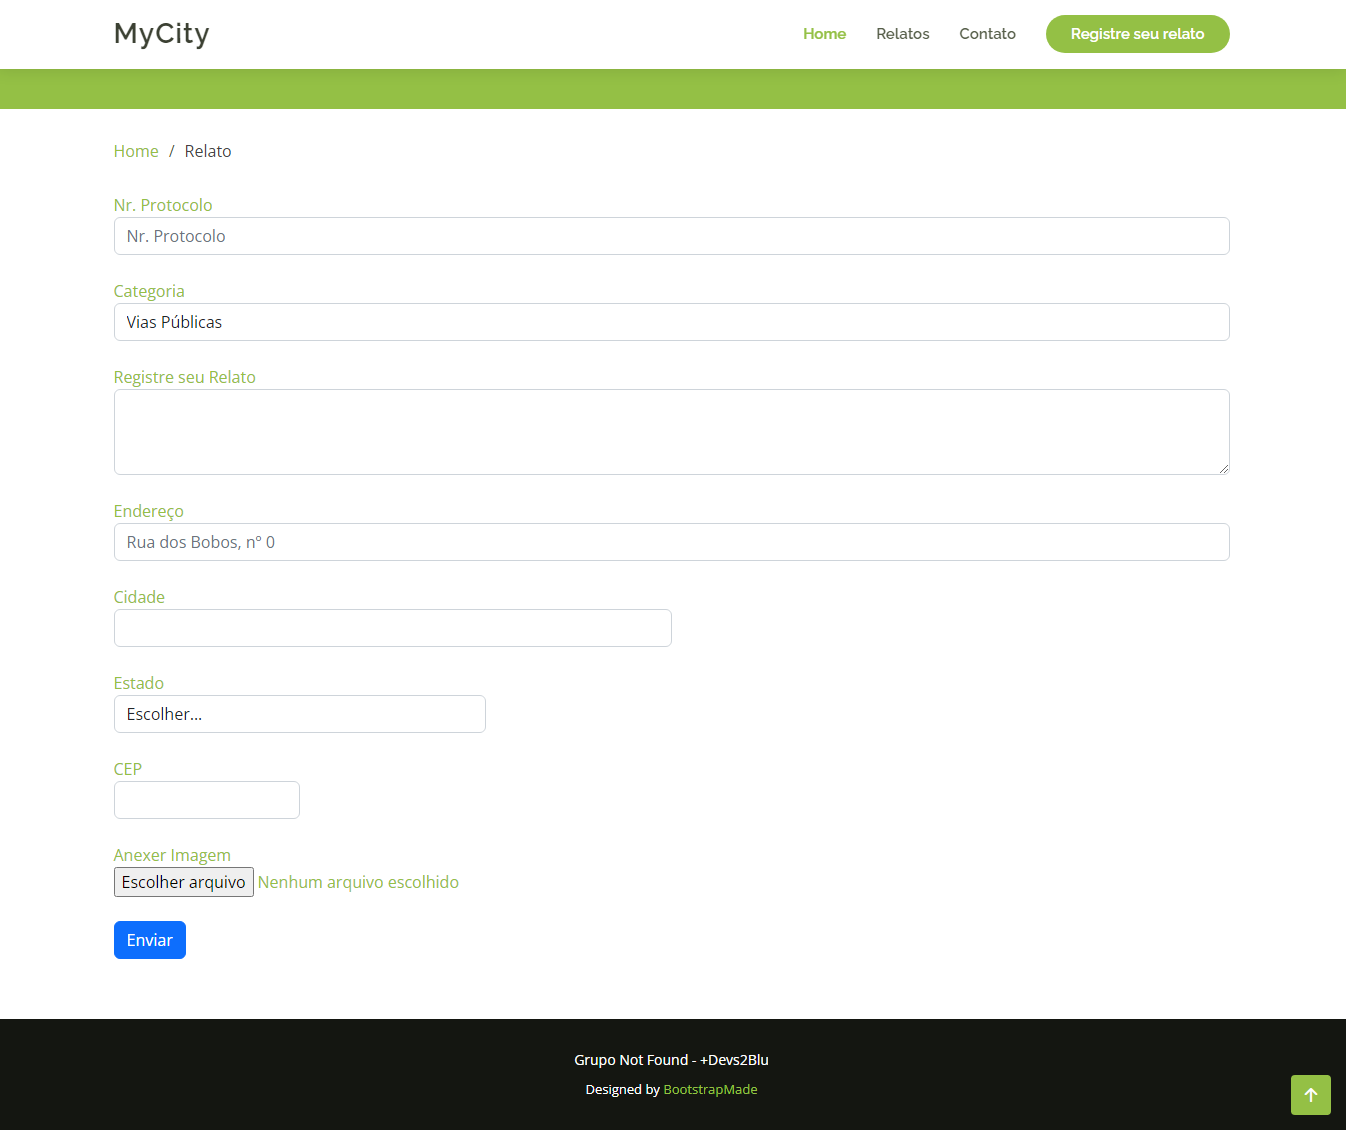 MyCity Home Relatos Contato Registre seu relato
Home / Relato
Nr. Protocolo
Nr. Protocolo
Categoria
Vias Públicas
Registre seu Relato
Endereço
Rua dos Bobos, nº 0
Cidade
Estado
Escolher...
CEP
Anexer Imagem
Escolher arquivo Nenhum arquivo escolhido
Enviar
Grupo Not Found - +Devs2Blu
Designed by BootstrapMade